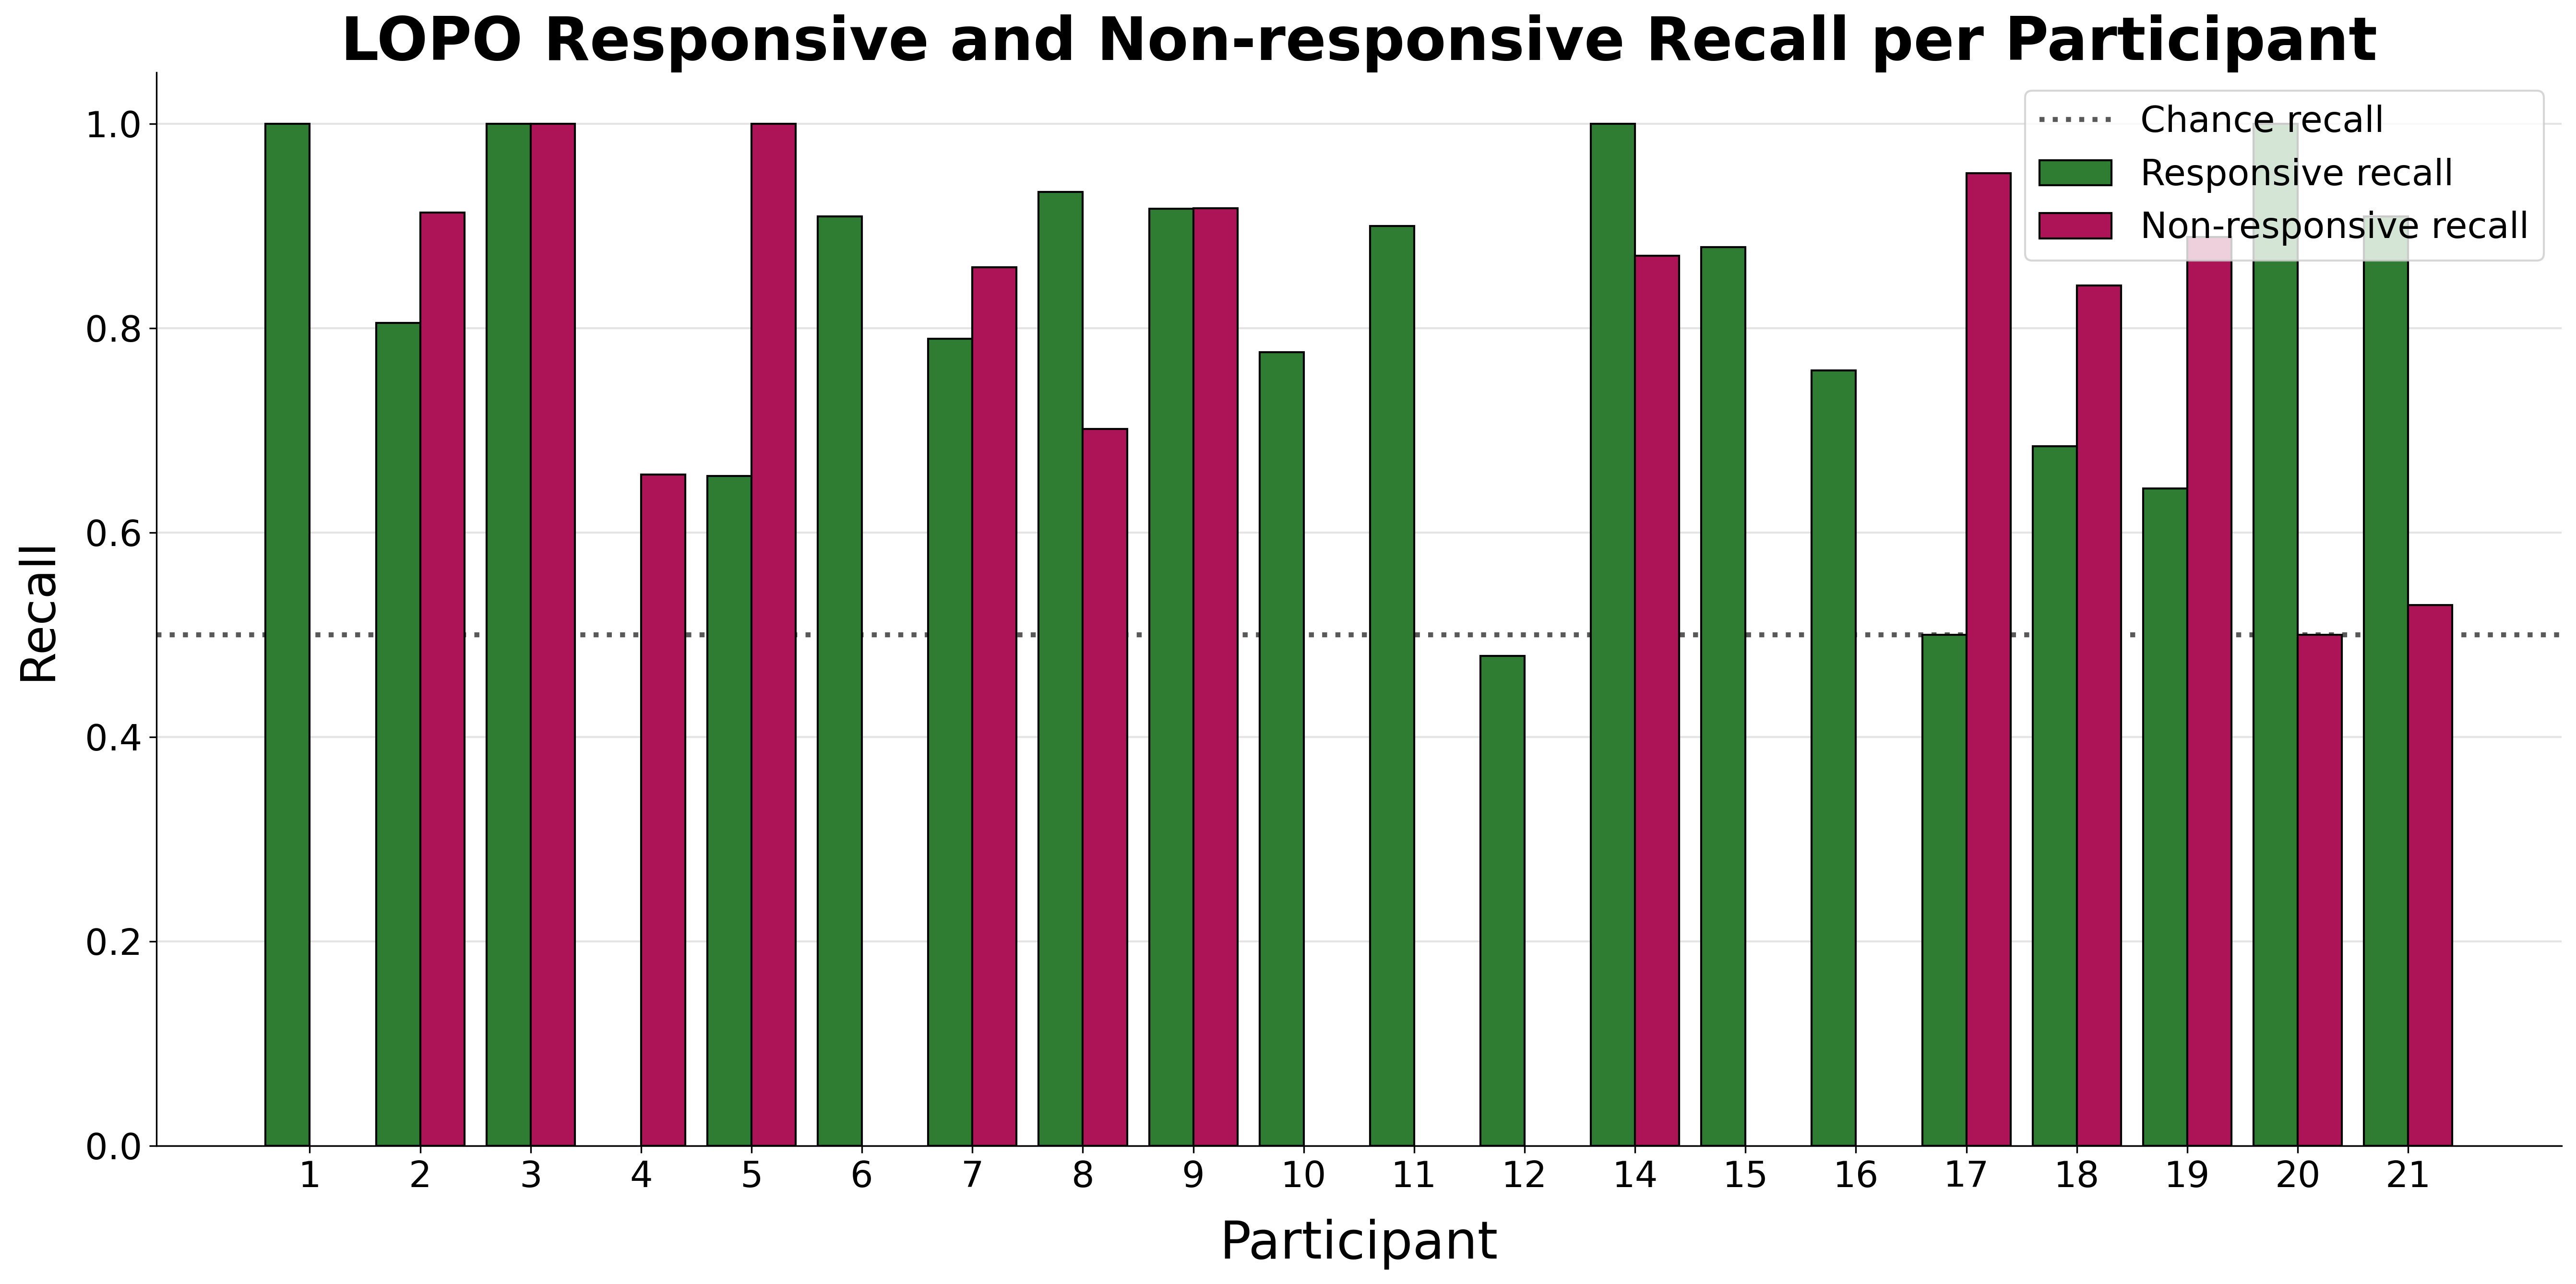 LOPO Responsive and Non-responsive Recall per Participant
Chance recall
Responsive recall
Non-responsive recall
1.0
0.8
0.6
0.4
0.2
0.0
Recall
1 2 3 4 5 6 7 8 9 10 11 12 14 15 16 17 18 19 20 21
Participant